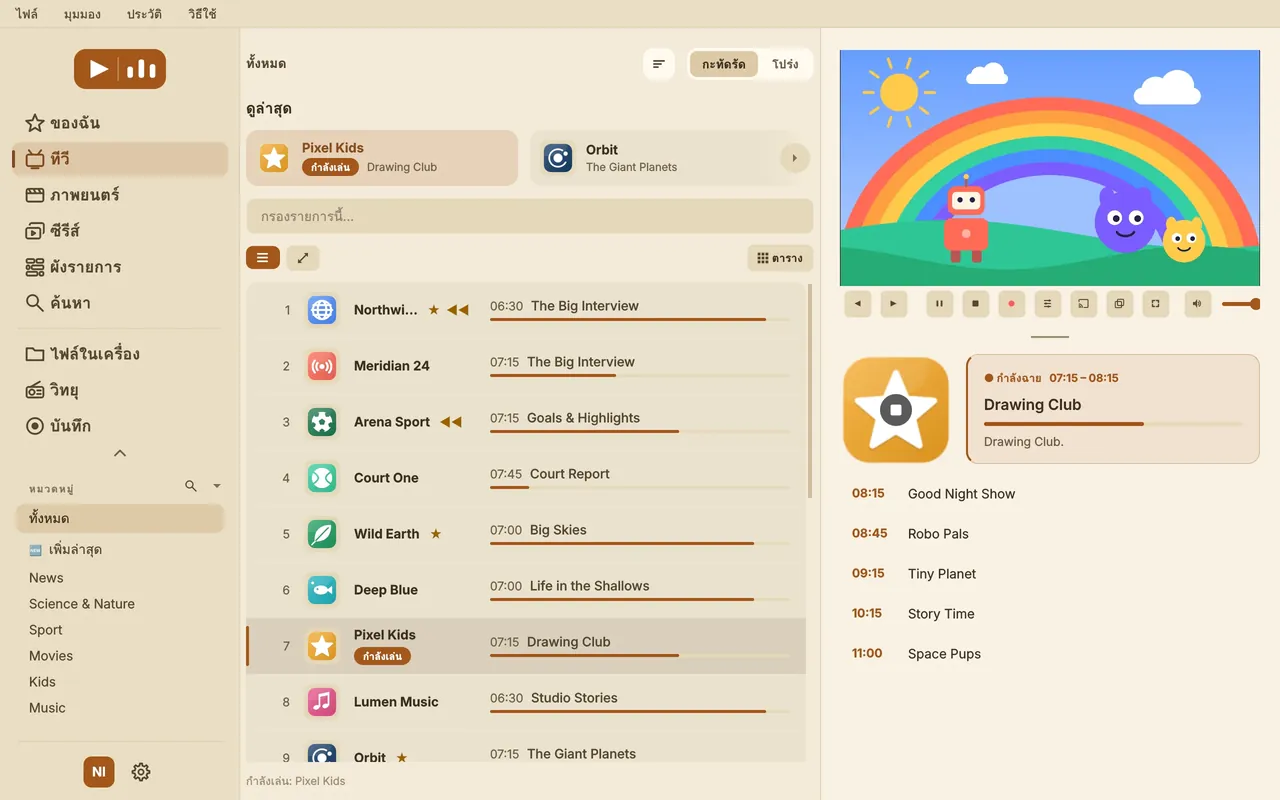 ไฟล์ มุมมอง ประวัติ วิธีใช้
ของฉัน
ทีวี
ภาพยนตร์
ซีรีส์
ผังรายการ
ค้นหา
ไฟล์ในเครื่อง
วิทยุ
บันทึก
หมวดหมู่
ทั้งหมด
เพิ่มล่าสุด
News
Science & Nature
Sport
Movies
Kids
Music
NI
ทั้งหมด
กะทัดรัด โปร่ง
ดูล่าสุด
Pixel Kids
กำลังเล่น Drawing Club
Orbit
The Giant Planets
กรองรายการนี้...
ตาราง
1 Northwi... 06:30 The Big Interview
2 Meridian 24 07:15 The Big Interview
3 Arena Sport 07:15 Goals & Highlights
4 Court One 07:45 Court Report
5 Wild Earth 07:00 Big Skies
6 Deep Blue 07:00 Life in the Shallows
7 Pixel Kids 07:15 Drawing Club
กำลังเล่น
8 Lumen Music 06:30 Studio Stories
9 Orbit 07:15 The Giant Planets
กำลังเล่น: Pixel Kids
กำลังฉาย 07:15 – 08:15
Drawing Club
Drawing Club.
08:15 Good Night Show
08:45 Robo Pals
09:15 Tiny Planet
10:15 Story Time
11:00 Space Pups